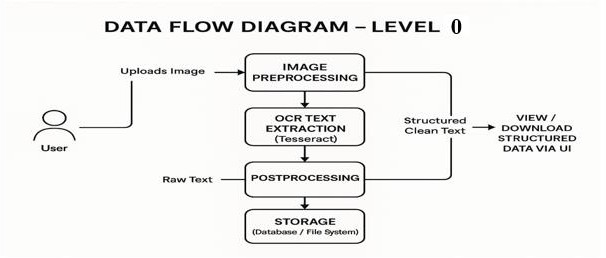 DATA FLOW DIAGRAM – LEVEL 0
Uploads Image
IMAGE
PREPROCESSING
User
OCR TEXT
EXTRACTION
(Tesseract)
Structured
Clean Text
VIEW /
DOWNLOAD
STRUCTURED
DATA VIA UI
Raw Text
POSTPROCESSING
STORAGE
(Database / File System)